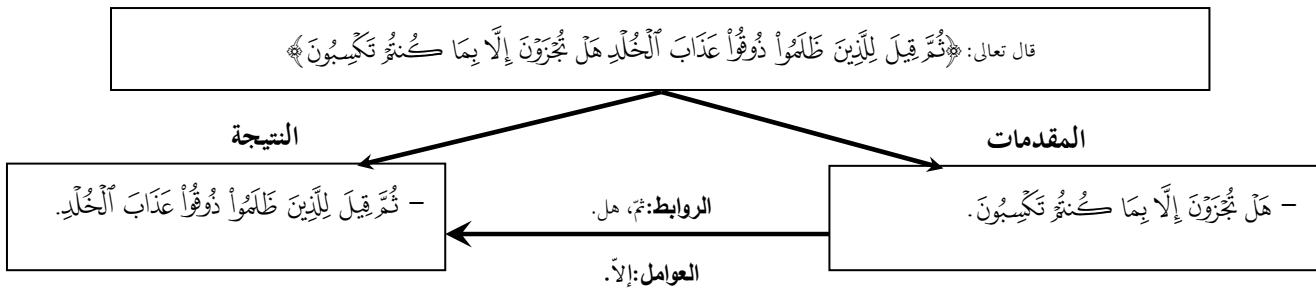 قال تعالى: ﴿ثُمَّ قِيلَ لِلَّذِينَ ظَلَمُواْ ذُوقُواْ عَذَابَ ٱلۡخُلۡدِ هَلۡ تُجۡزَوۡنَ إِلَّا بِمَا كُنتُمۡ تَكۡسِبُونَ﴾
المقدمات
النتيجة
– هَلۡ تُجۡزَوۡنَ إِلَّا بِمَا كُنتُمۡ تَكۡسِبُونَ.
الروابط:ثمّ، هل.
العوامل:إلاّ.
– ثُمَّ قِيلَ لِلَّذِينَ ظَلَمُواْ ذُوقُواْ عَذَابَ ٱلۡخُلۡدِ.